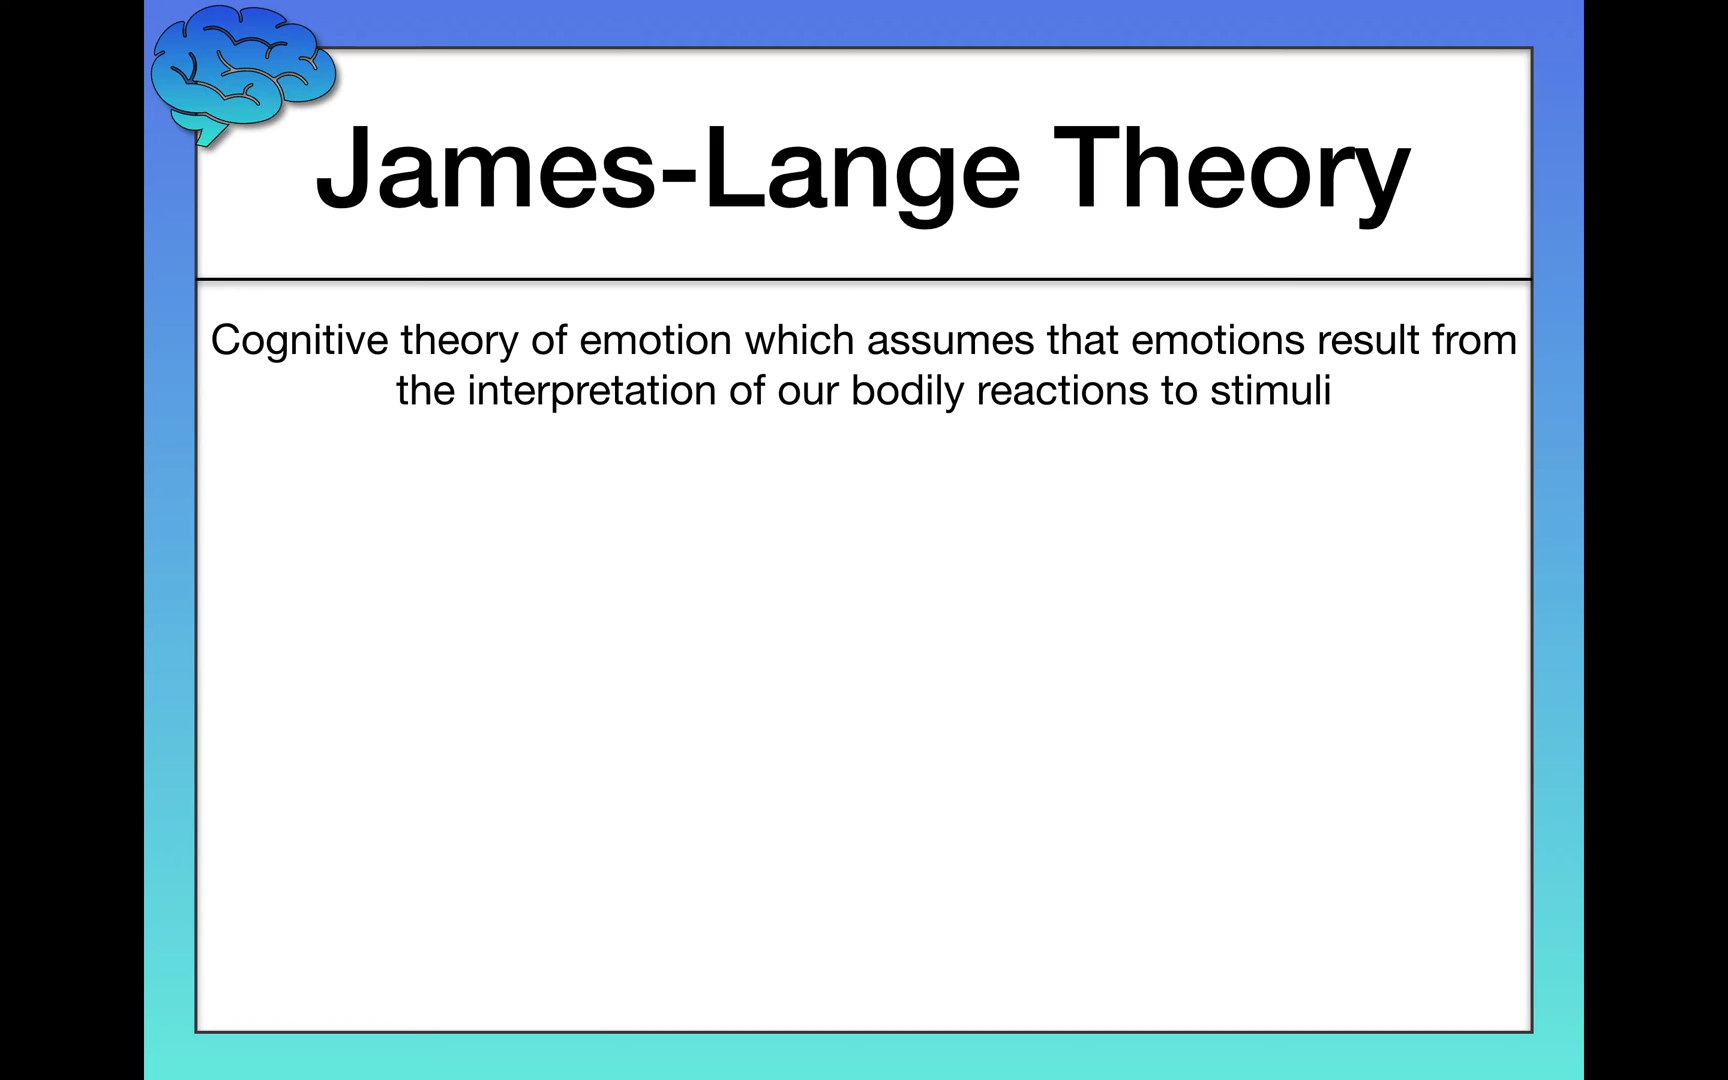 James-Lange Theory
Cognitive theory of emotion which assumes that emotions result from
the interpretation of our bodily reactions to stimuli